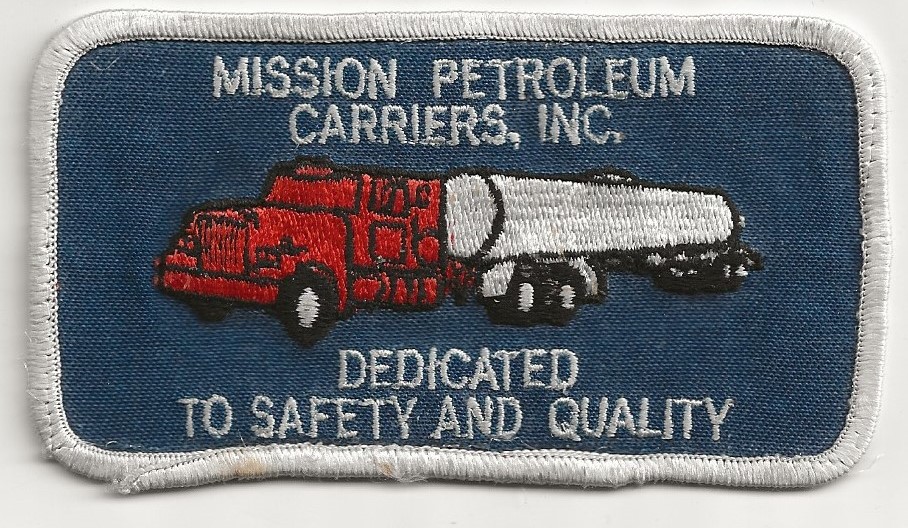 MISSION PETROLEUM
CARRIERS, INC.
DEDICATED
TO SAFETY AND QUALITY